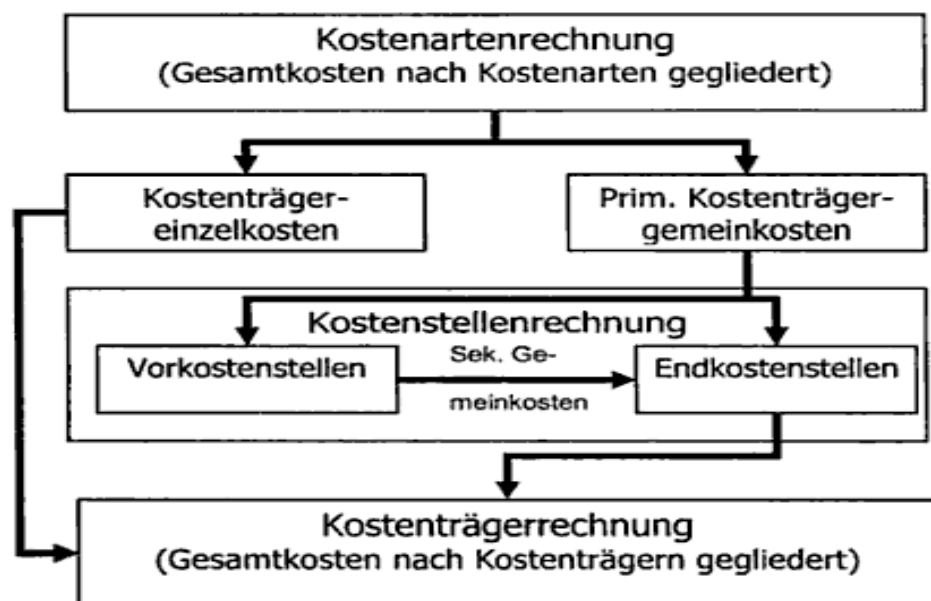 Kostenartenrechnung
(Gesamtkosten nach Kostenarten gegliedert)
Kostenträger-
einzelkosten
Prim. Kostenträger-
gemeinkosten
Kostenstellenrechnung
Vorkostenstellen
Sek. Ge-
meinkosten
Endkostenstellen
Kostenträgerrechnung
(Gesamtkosten nach Kostenträgern gegliedert)